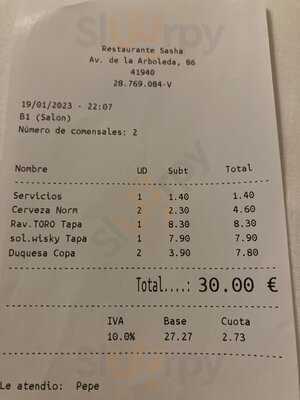 Restaurante Sasha
Av. de la Arboleda, 86
41940
28.769.084-V
19/01/2023 - 22:07
B1 (Salon)
Número de comensales: 2
Nombre UD Subt Total
Servicios 1 1.40 1.40
Cerveza Norm 2 2.30 4.60
Rav.TORO Tapa 1 8.30 8.30
sol.wisky Tapa 1 7.90 7.90
Duquesa Copa 2 3.90 7.80
Total....: 30.00 €
IVA Base Cuota
10.0% 27.27 2.73
Le atendio: Pepe